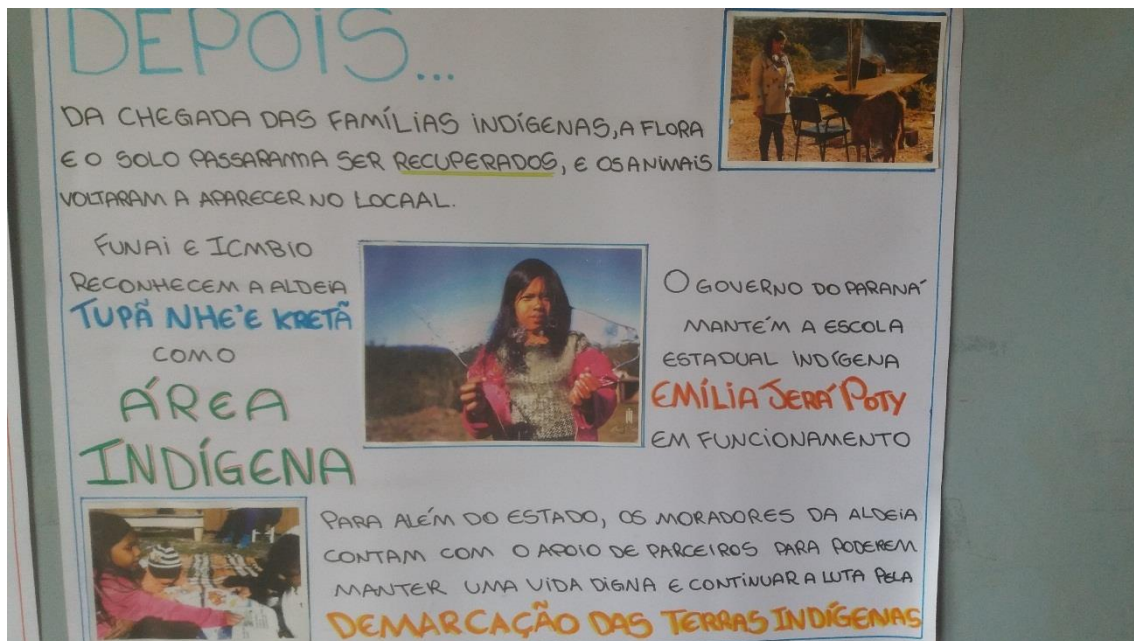 DEPOIS...
DA CHEGADA DAS FAMÍLIAS INDÍGENAS, A FLORA
E O SOLO PASSARAM A SER RECUPERADOS, E OS ANIMAIS
VOLTARAM A APARECER NO LOCAAL.
FUNAI E ICMBIO
RECONHECEM A ALDEIA
TUPÃ NHE'E KRETÃ
COMO
ÁREA
INDÍGENA
O GOVERNO DO PARANÁ
MANTÉM A ESCOLA
ESTADUAL INDÍGENA
EMÍLIA JERÁ POTY
EM FUNCIONAMENTO
PARA ALÉM DO ESTADO, OS MORADORES DA ALDEIA
CONTAM COM O APOIO DE PARCEIROS PARA PODEREM
MANTER UMA VIDA DIGNA E CONTINUAR A LUTA PELA
DEMARCAÇÃO DAS TERRAS INDÍGENAS